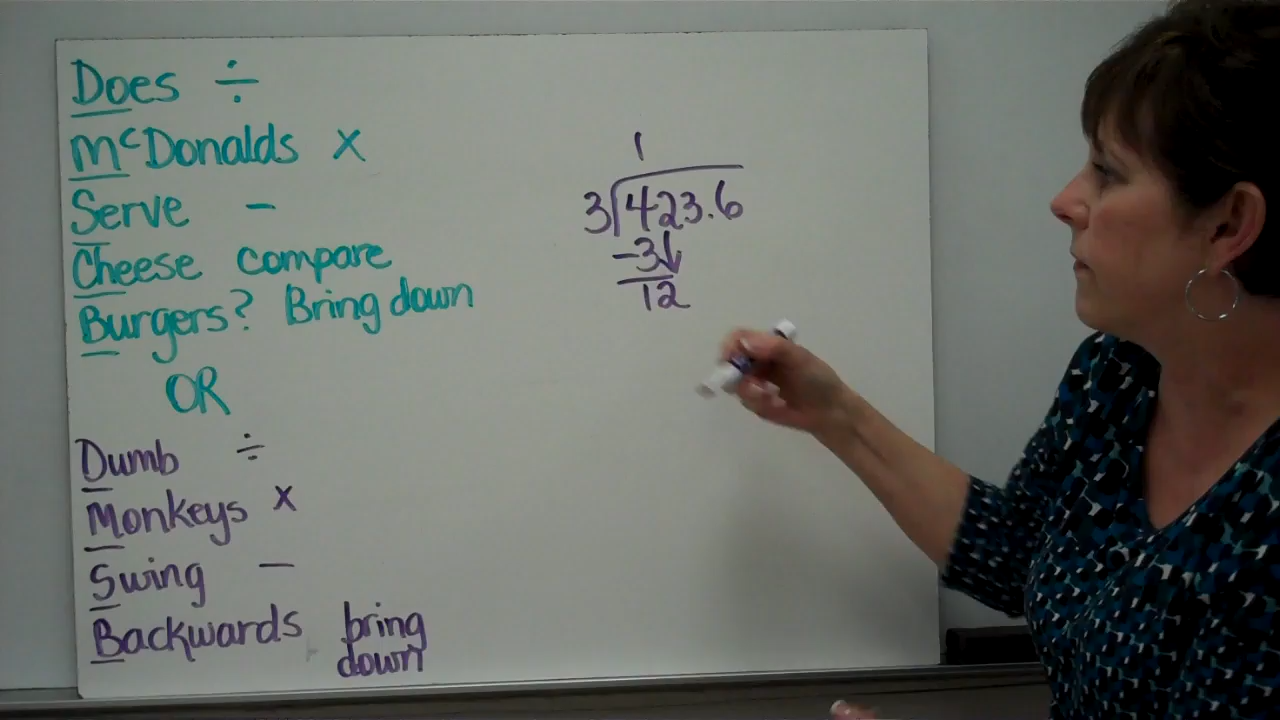 Does ÷
McDonalds x
Serve -
Cheese compare
Burgers? Bring down
OR
Dumb ÷
Monkeys x
Swing -
Backwards bring
down
1
3)423.6
-3↓
12